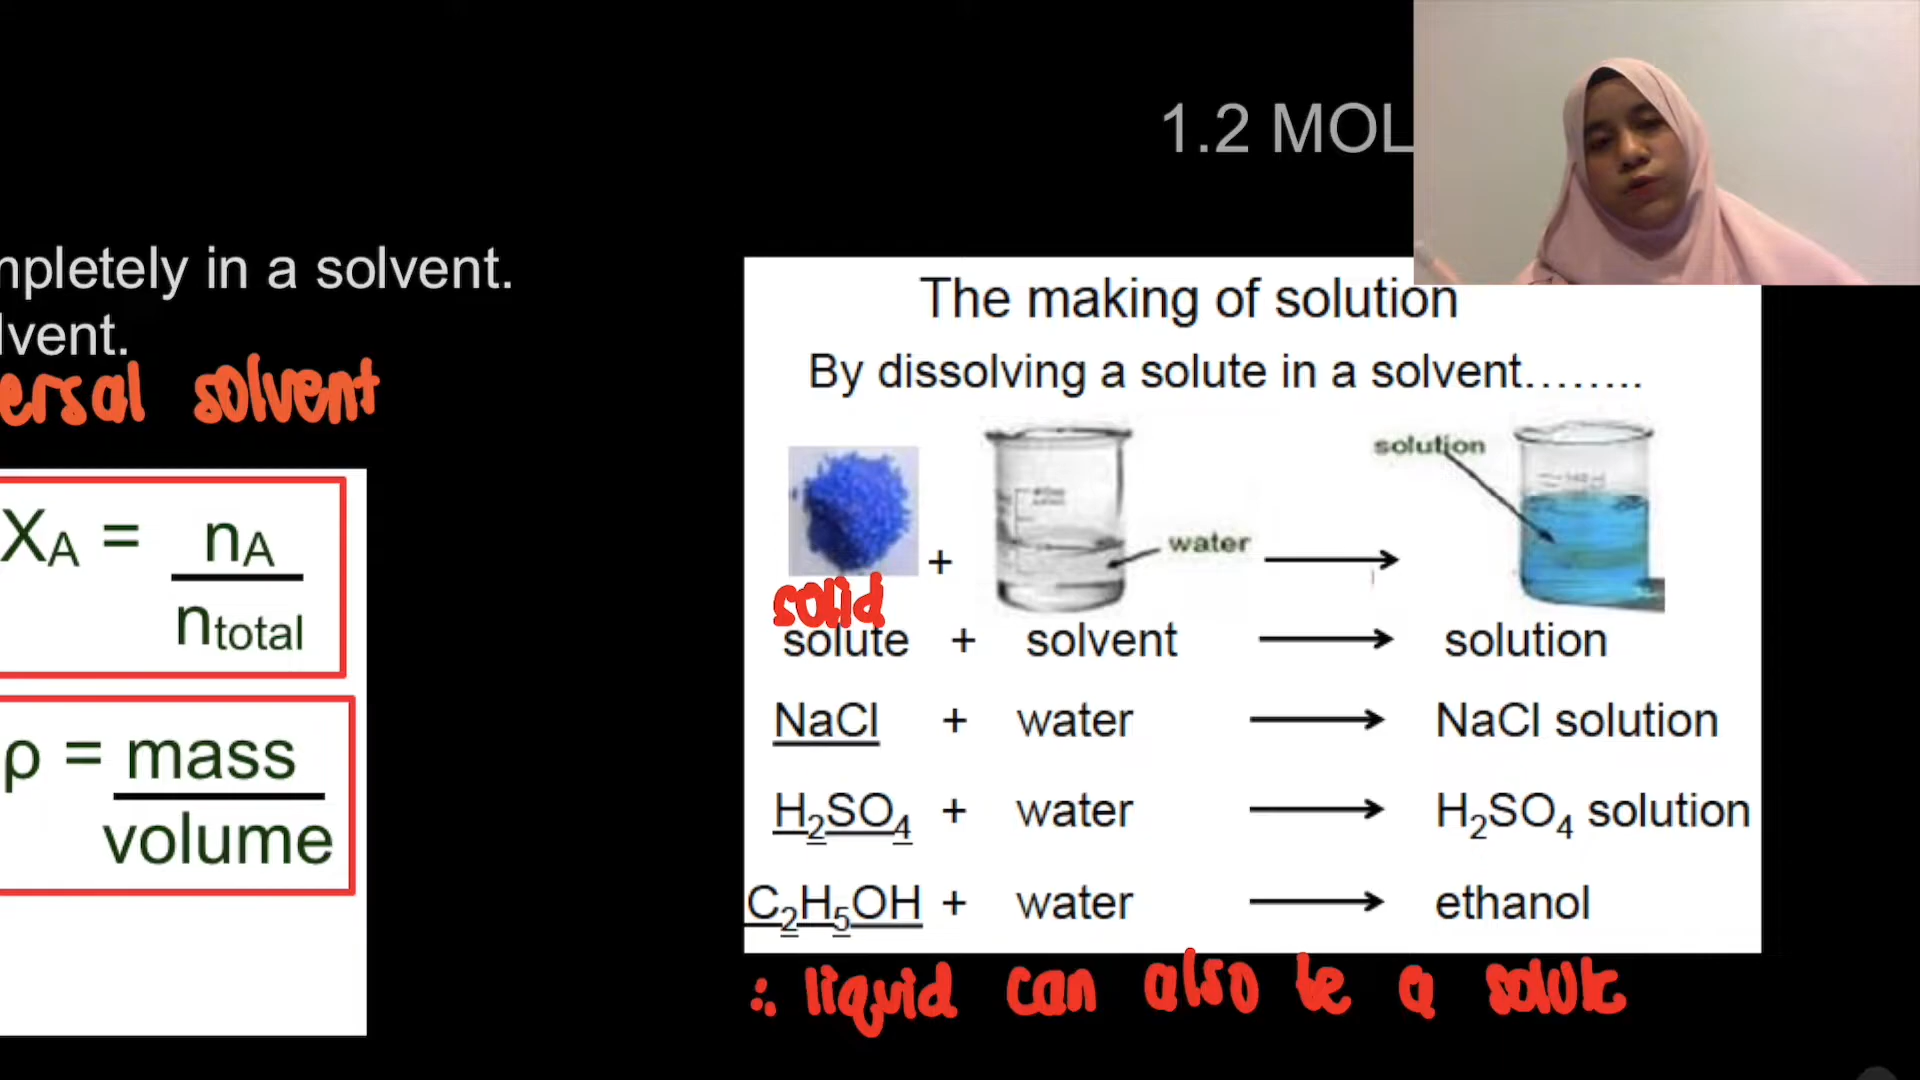 1.2 MOL
mpletely in a solvent.
lvent.
ersal solvent
XA = nA
ntotal
ρ = mass
volume
The making of solution
By dissolving a solute in a solvent........
solution
+ water
solid
solute + solvent → solution
NaCl + water → NaCl solution
H₂SO₄ + water → H₂SO₄ solution
C₂H₅OH + water → ethanol
∴ liquid can also be a solute